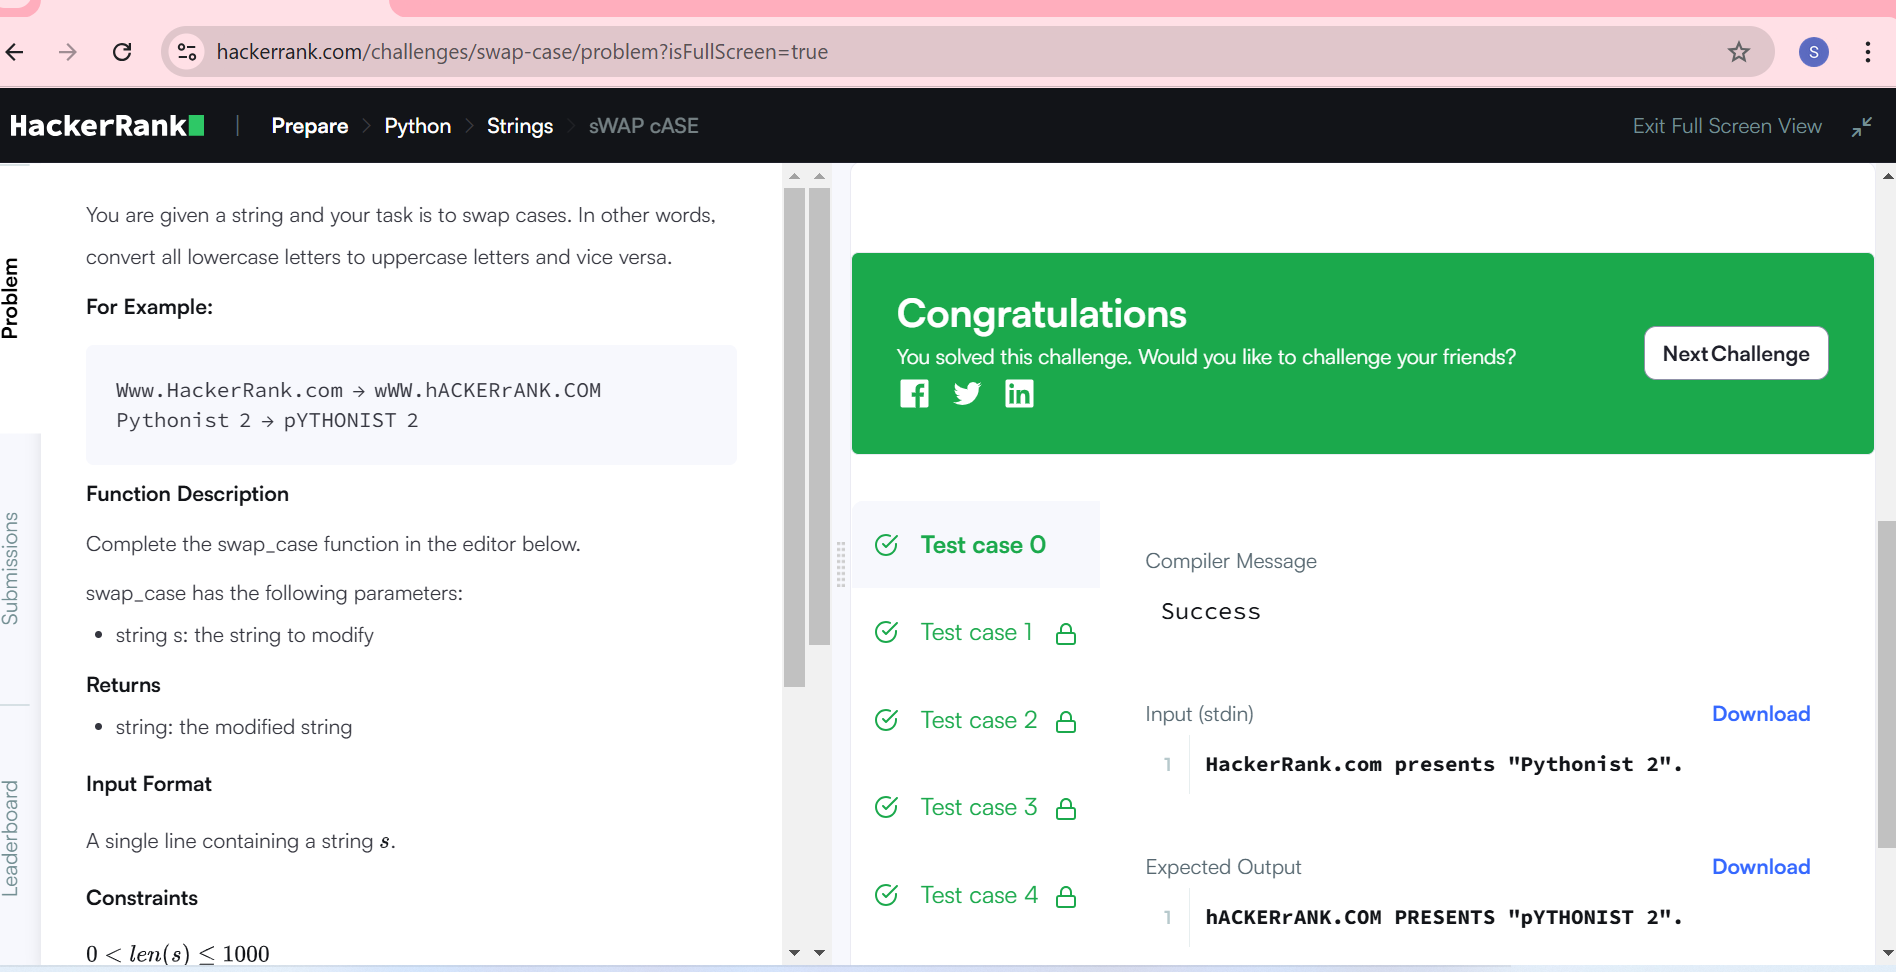 hackerrank.com/challenges/swap-case/problem?isFullScreen=true
S
HackerRank
Prepare > Python > Strings > sWAP cASE
Exit Full Screen View
Problem
Submissions
Leaderboard
You are given a string and your task is to swap cases. In other words,
convert all lowercase letters to uppercase letters and vice versa.
For Example:
Www.HackerRank.com → wWW.hACKERrANK.COM
Pythonist 2 → pYTHONIST 2
Function Description
Complete the swap_case function in the editor below.
swap_case has the following parameters:
• string s: the string to modify
Returns
• string: the modified string
Input Format
A single line containing a string s.
Constraints
0 < len(s) ≤ 1000
Congratulations
You solved this challenge. Would you like to challenge your friends?
Next Challenge
Test case 0
Test case 1
Test case 2
Test case 3
Test case 4
Compiler Message
Success
Input (stdin)
Download
1 HackerRank.com presents "Pythonist 2".
Expected Output
Download
1 hACKERrANK.COM PRESENTS "pYTHONIST 2".